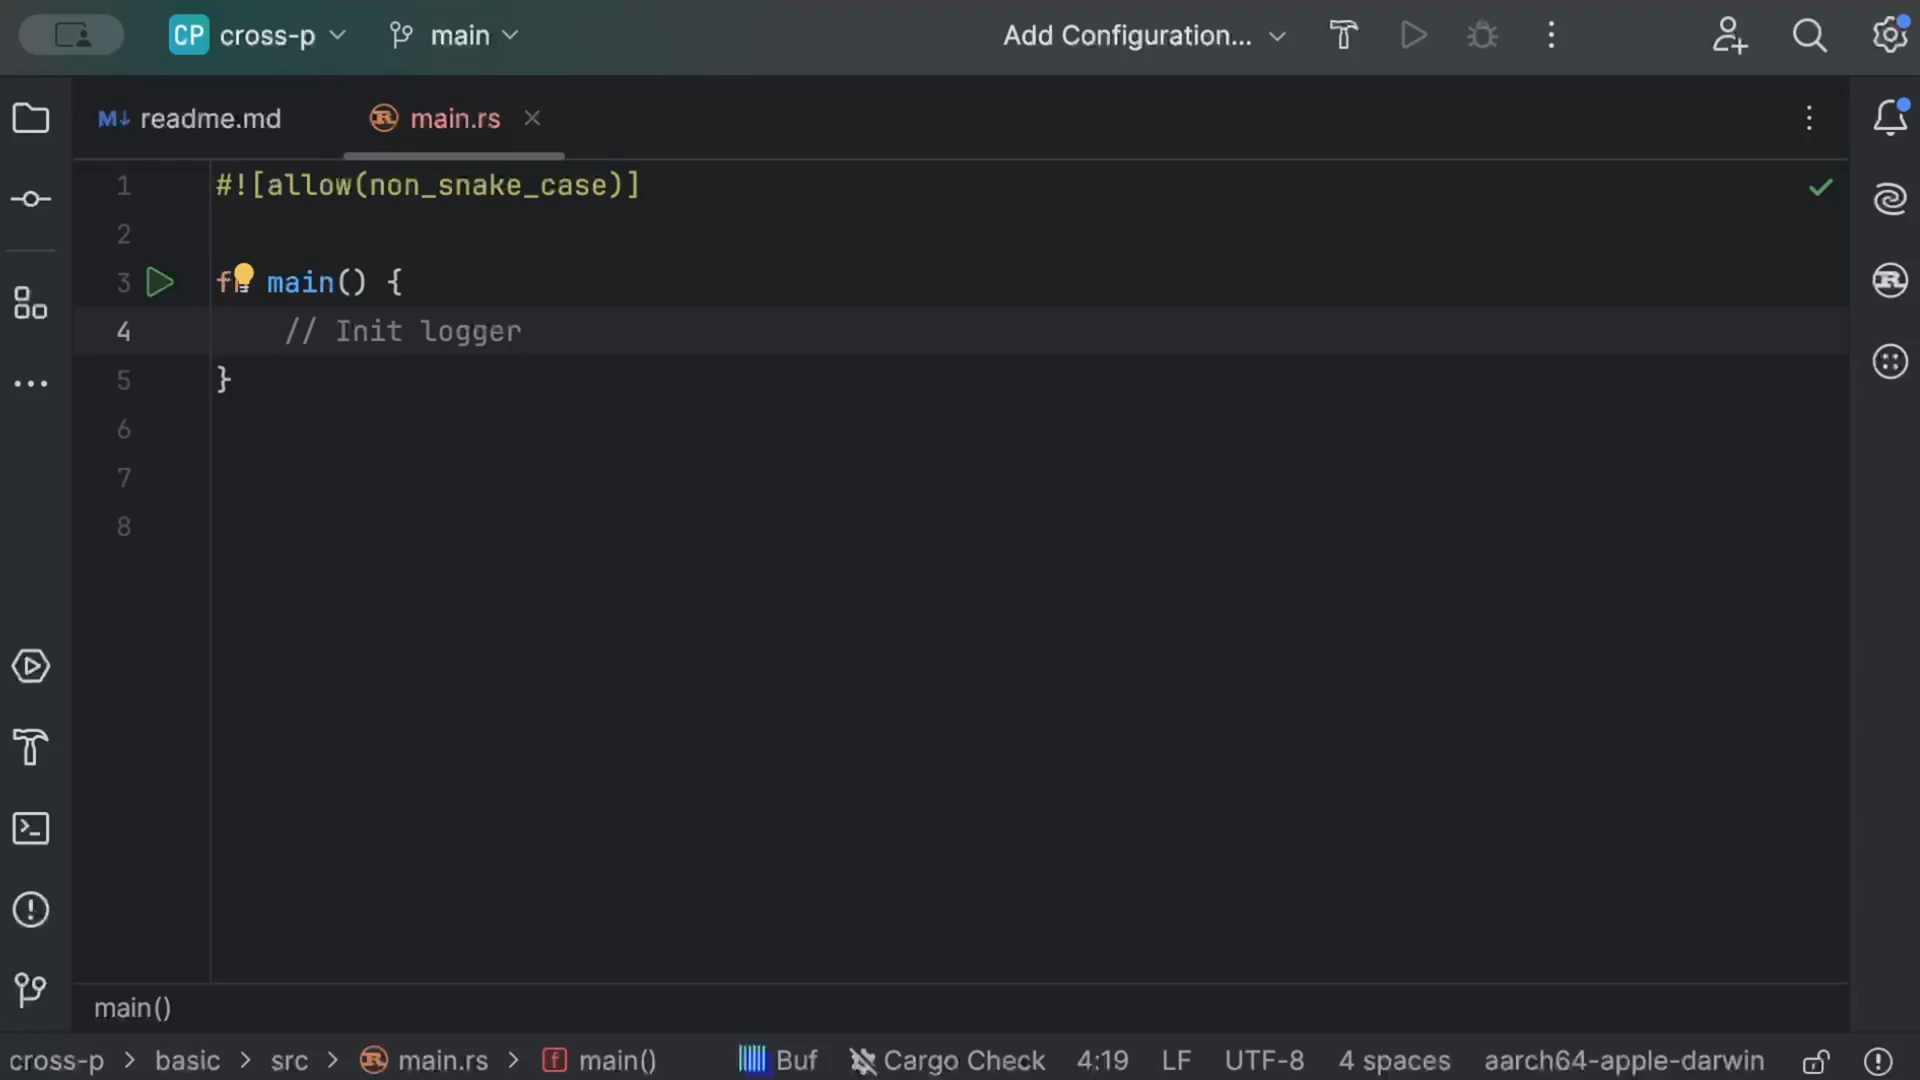 CP cross-p main Add Configuration...
M↓ readme.md main.rs
1 #![allow(non_snake_case)]
2
3 fn main() {
4 // Init logger
5 }
6
7
8
main()
cross-p > basic > src > main.rs > main() Buf Cargo Check 4:19 LF UTF-8 4 spaces aarch64-apple-darwin